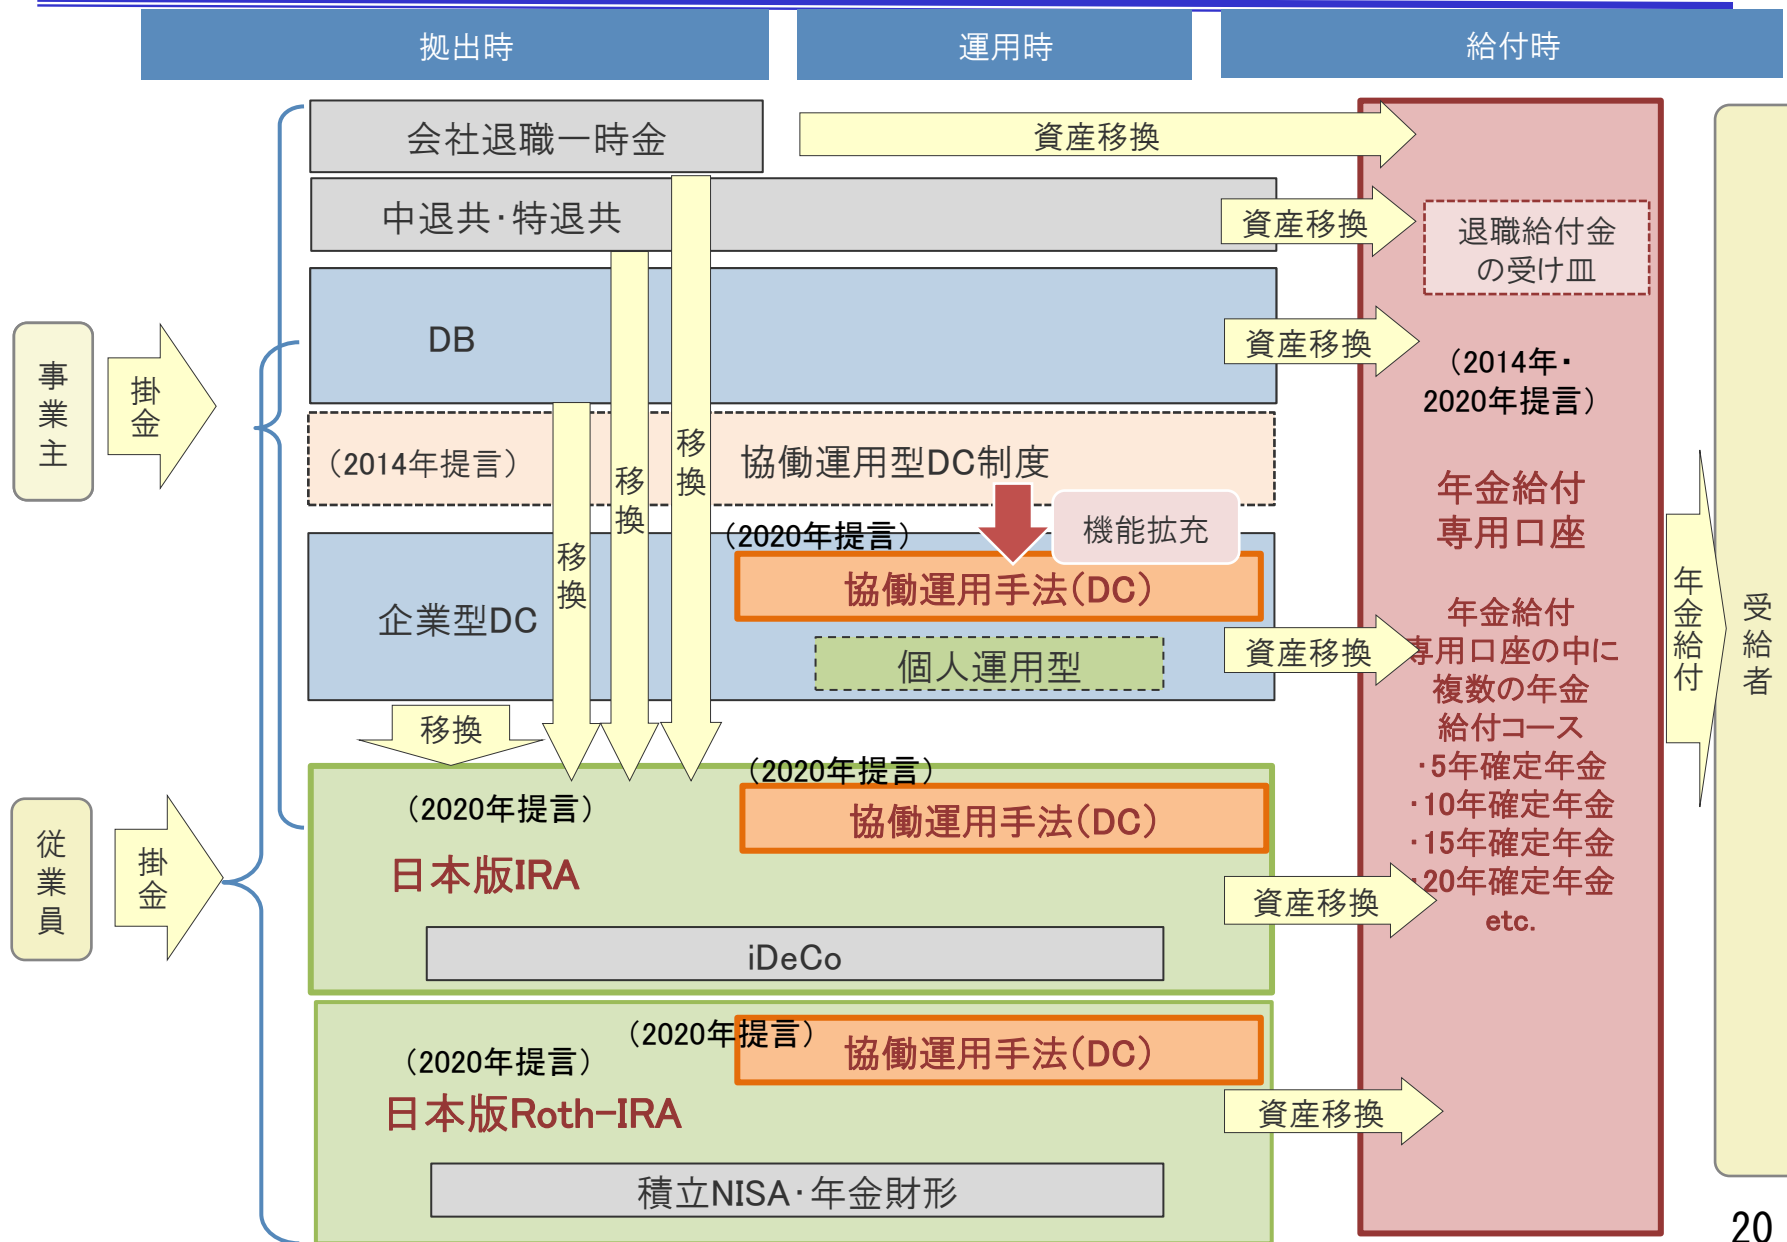 拠出時
運用時
給付時
会社退職一時金
資産移換
中退共・特退共
資産移換
退職給付金
の受け皿
DB
資産移換
(2014年・
2020年提言)
事業主
掛金
(2014年提言)
協働運用型DC制度
移換
移換
移換
機能拡充
(2020年提言)
協働運用手法(DC)
企業型DC
個人運用型
資産移換
年金給付
専用口座
年金給付
専用口座の中に
複数の年金
給付コース
・5年確定年金
・10年確定年金
・15年確定年金
・20年確定年金
etc.
年金給付
受給者
移換
従業員
掛金
(2020年提言)
(2020年提言)
協働運用手法(DC)
日本版IRA
資産移換
iDeCo
(2020年提言)
(2020年提言)
協働運用手法(DC)
日本版Roth-IRA
資産移換
積立NISA・年金財形
20